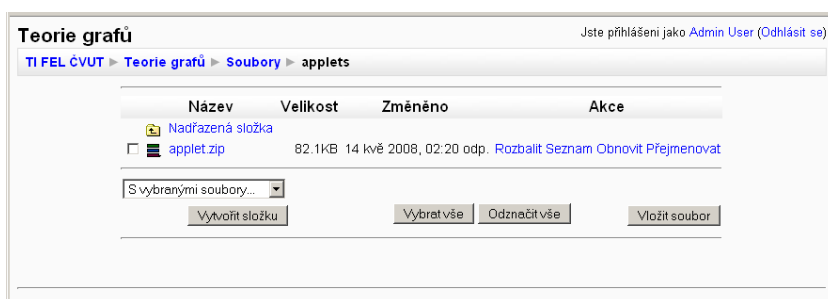 Teorie grafů
Jste přihlášeni jako Admin User (Odhlásit se)
TI FEL ČVUT ► Teorie grafů ► Soubory ► applets
Název Velikost Změněno Akce
Nadřazená složka
applet.zip 82.1KB 14 kvě 2008, 02:20 odp. Rozbalit Seznam Obnovit Přejmenovat
S vybranými soubory...
Vytvořit složku Vybrat vše Odznačit vše Vložit soubor